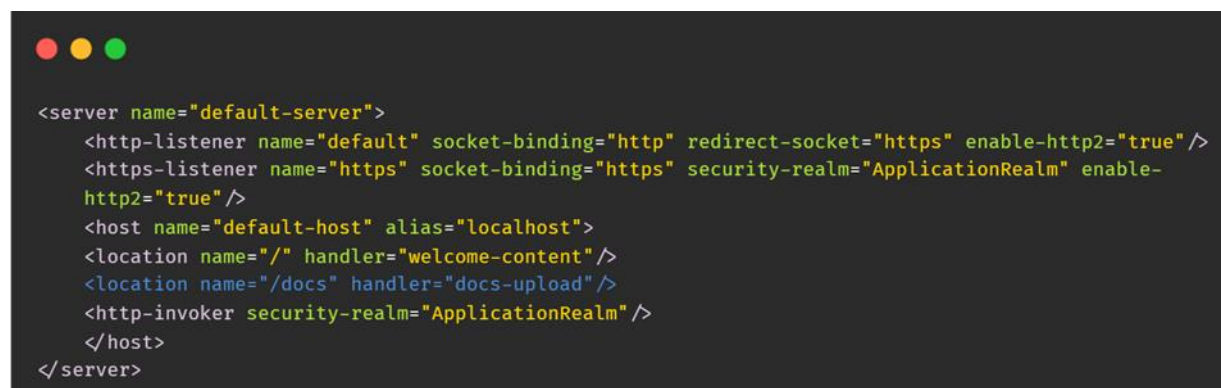 <server name="default-server">
<http-listener name="default" socket-binding="http" redirect-socket="https" enable-http2="true"/>
<https-listener name="https" socket-binding="https" security-realm="ApplicationRealm" enable-
http2="true"/>
<host name="default-host" alias="localhost">
<location name="/" handler="welcome-content"/>
<location name="/docs" handler="docs-upload"/>
<http-invoker security-realm="ApplicationRealm"/>
</host>
</server>